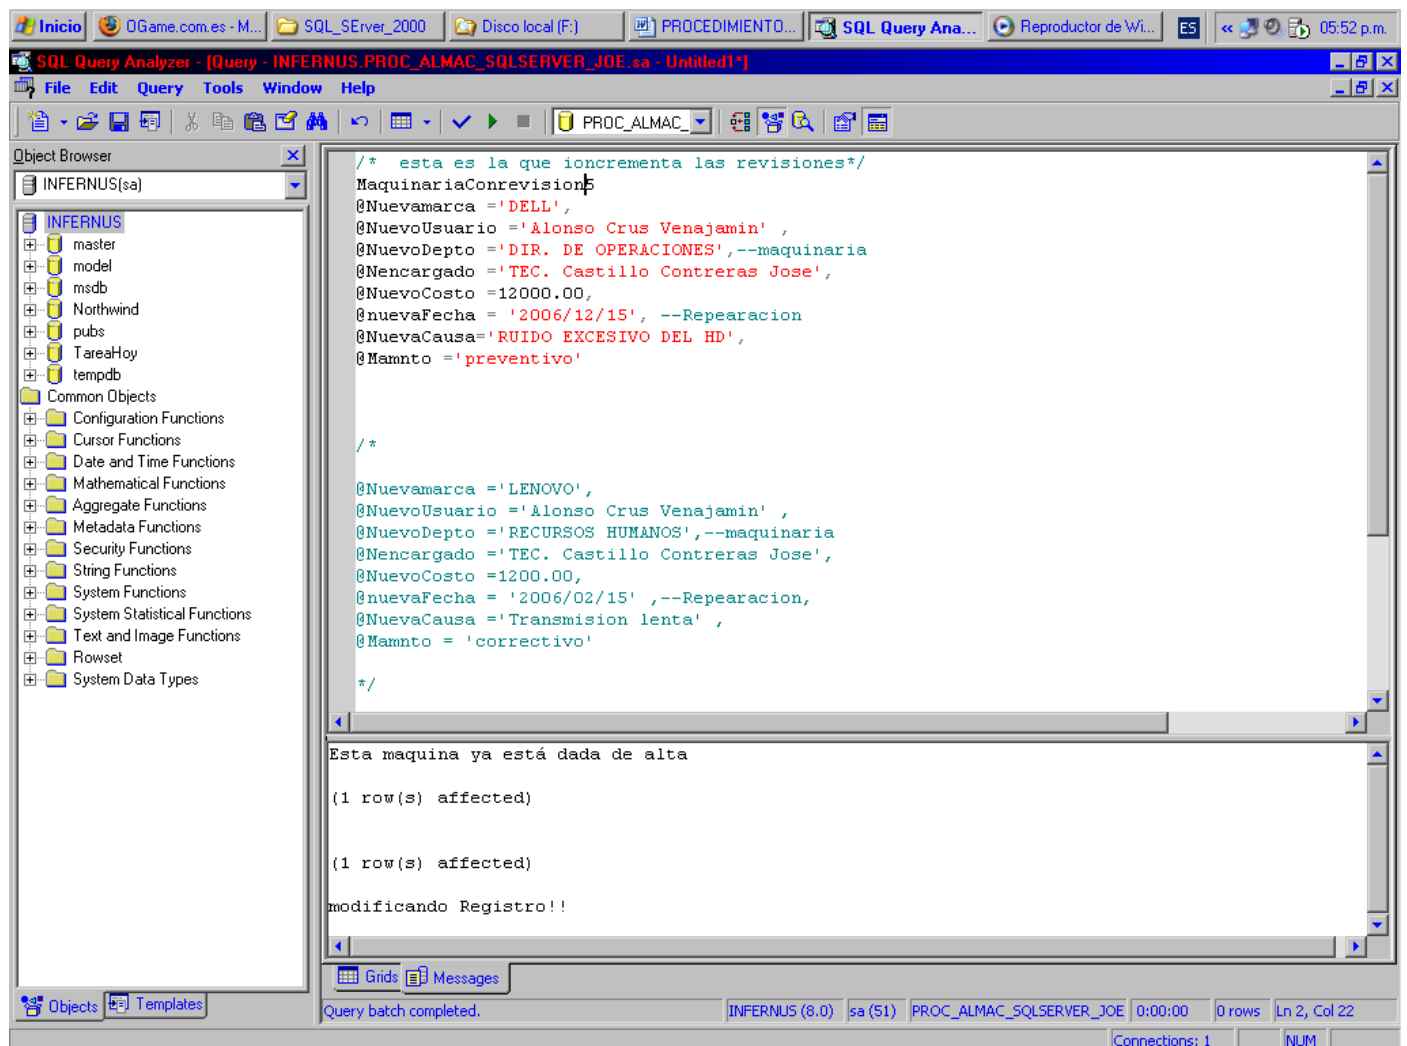 Inicio
OGame.com.es - M...
SQL_SErver_2000
Disco local (F:)
PROCEDIMIENTO...
SQL Query Ana...
Reproductor de Wi...
ES
«
05:52 p.m.
SQL Query Analyzer - [Query - INFERNUS.PROC_ALMAC_SQLSERVER_JOE.sa - Untitled1*]
File Edit Query Tools Window Help
PROC_ALMAC_
Object Browser
INFERNUS(sa)
INFERNUS
master
model
msdb
Northwind
pubs
TareaHoy
tempdb
Common Objects
Configuration Functions
Cursor Functions
Date and Time Functions
Mathematical Functions
Aggregate Functions
Metadata Functions
Security Functions
String Functions
System Functions
System Statistical Functions
Text and Image Functions
Rowset
System Data Types
Objects
Templates
/*  esta es la que ioncrementa las revisiones*/
MaquinariaConrevision5
@Nuevamarca ='DELL',
@NuevoUsuario ='Alonso Crus Venajamin' ,
@NuevoDepto ='DIR. DE OPERACIONES',--maquinaria
@Nencargado ='TEC. Castillo Contreras Jose',
@NuevoCosto =12000.00,
@nuevaFecha = '2006/12/15', --Repearacion
@NuevaCausa='RUIDO EXCESIVO DEL HD',
@Mamnto ='preventivo'
/*
@Nuevamarca ='LENOVO',
@NuevoUsuario ='Alonso Crus Venajamin' ,
@NuevoDepto ='RECURSOS HUMANOS',--maquinaria
@Nencargado ='TEC. Castillo Contreras Jose',
@NuevoCosto =1200.00,
@nuevaFecha = '2006/02/15' ,--Repearacion,
@NuevaCausa ='Transmision lenta' ,
@Mamnto = 'correctivo'
*/
Esta maquina ya está dada de alta
(1 row(s) affected)
(1 row(s) affected)
modificando Registro!!
Grids
Messages
Query batch completed.
INFERNUS (8.0)
sa (51)
PROC_ALMAC_SQLSERVER_JOE
0:00:00
0 rows
Ln 2, Col 22
Connections: 1
NUM